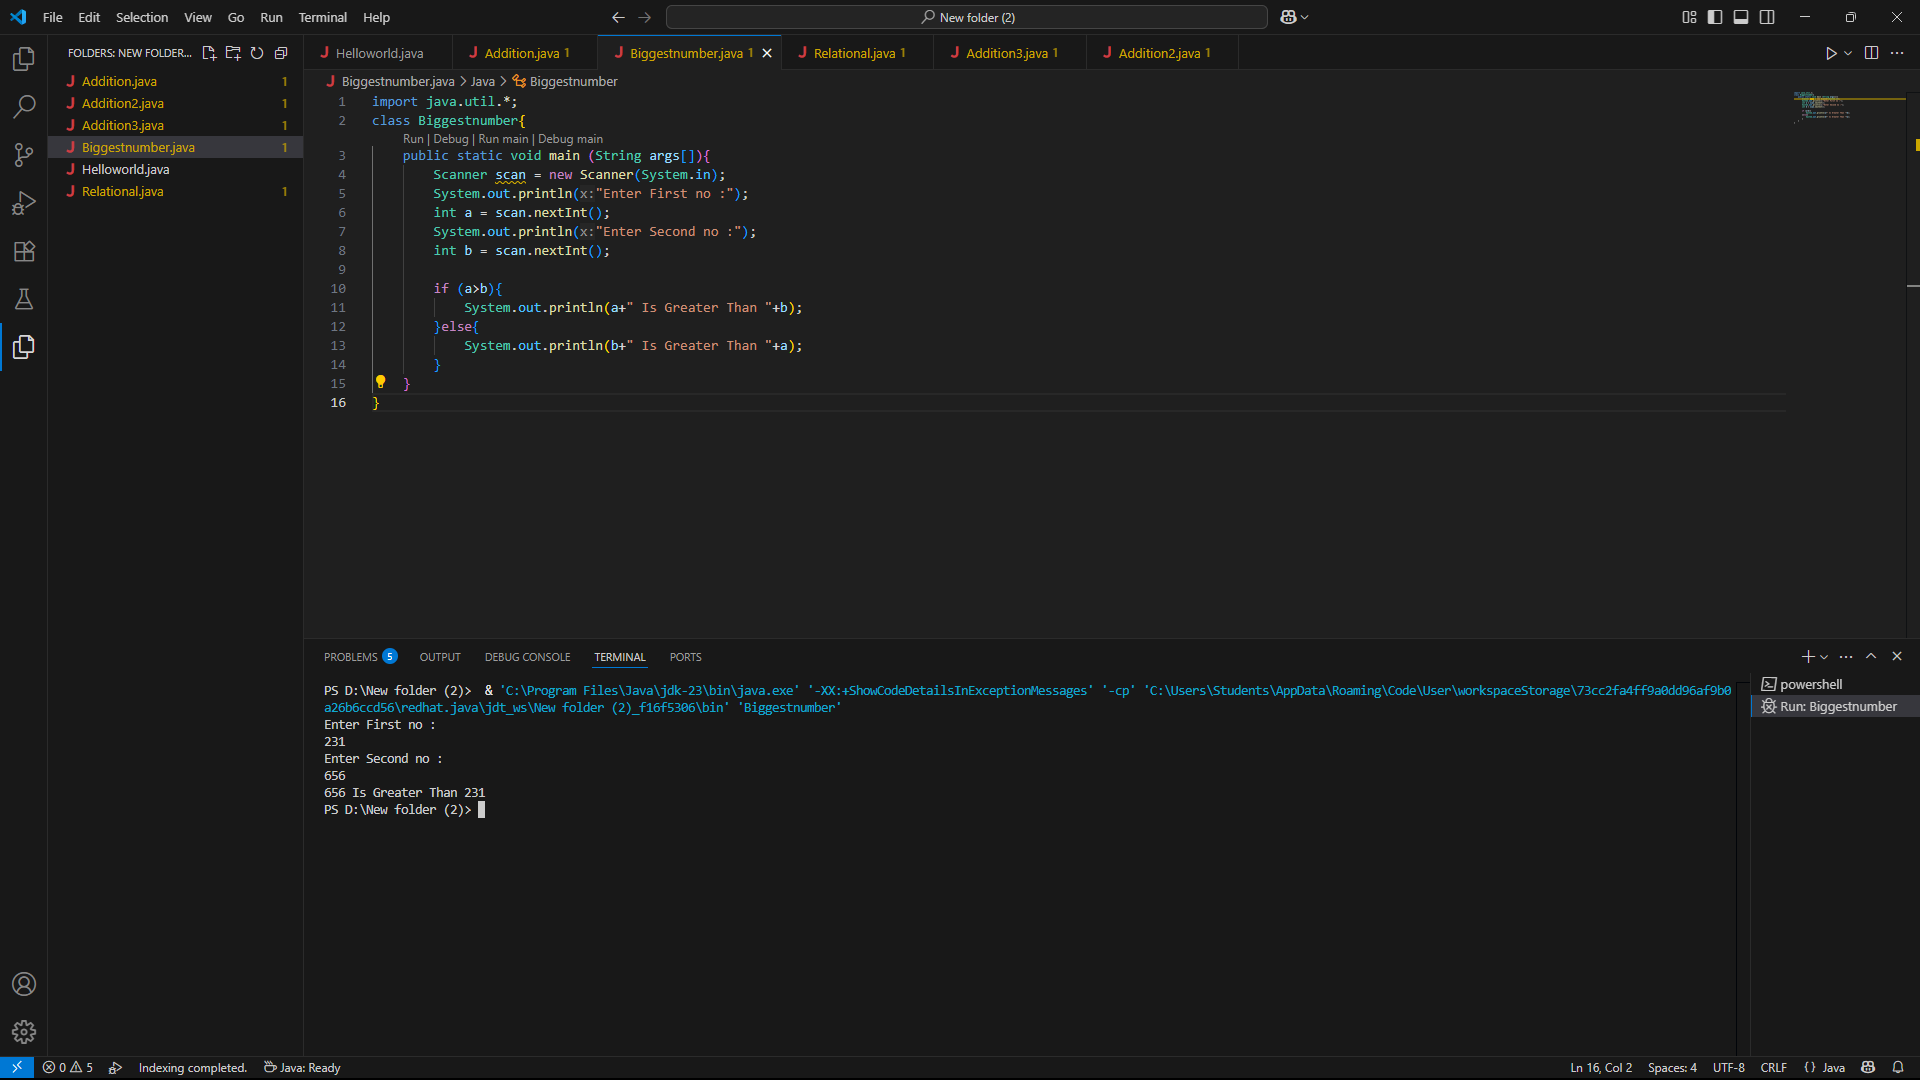 File Edit Selection View Go Run Terminal Help
New folder (2)
FOLDERS: NEW FOLDER...
Addition.java 1
Addition2.java 1
Addition3.java 1
Biggestnumber.java 1
Helloworld.java
Relational.java 1
Helloworld.java Addition.java 1 Biggestnumber.java 1 Relational.java 1 Addition3.java 1 Addition2.java 1
Biggestnumber.java > Java > Biggestnumber
1 import java.util.*;
2 class Biggestnumber{
Run | Debug | Run main | Debug main
3 public static void main (String args[]){
4 Scanner scan = new Scanner(System.in);
5 System.out.println(x:"Enter First no :");
6 int a = scan.nextInt();
7 System.out.println(x:"Enter Second no :");
8 int b = scan.nextInt();
9
10 if (a>b){
11 System.out.println(a+" Is Greater Than "+b);
12 }else{
13 System.out.println(b+" Is Greater Than "+a);
14 }
15 }
16 }
PROBLEMS 5 OUTPUT DEBUG CONSOLE TERMINAL PORTS
PS D:\New folder (2)>  & 'C:\Program Files\Java\jdk-23\bin\java.exe' '-XX:+ShowCodeDetailsInExceptionMessages' '-cp' 'C:\Users\Students\AppData\Roaming\Code\User\workspaceStorage\73cc2fa4ff9a0dd96af9b0
a26b6ccd56\redhat.java\jdt_ws\New folder (2)_f16f5306\bin' 'Biggestnumber'
Enter First no :
231
Enter Second no :
656
656 Is Greater Than 231
PS D:\New folder (2)>
powershell
Run: Biggestnumber
0 5 Indexing completed. Java: Ready
Ln 16, Col 2 Spaces: 4 UTF-8 CRLF {} Java